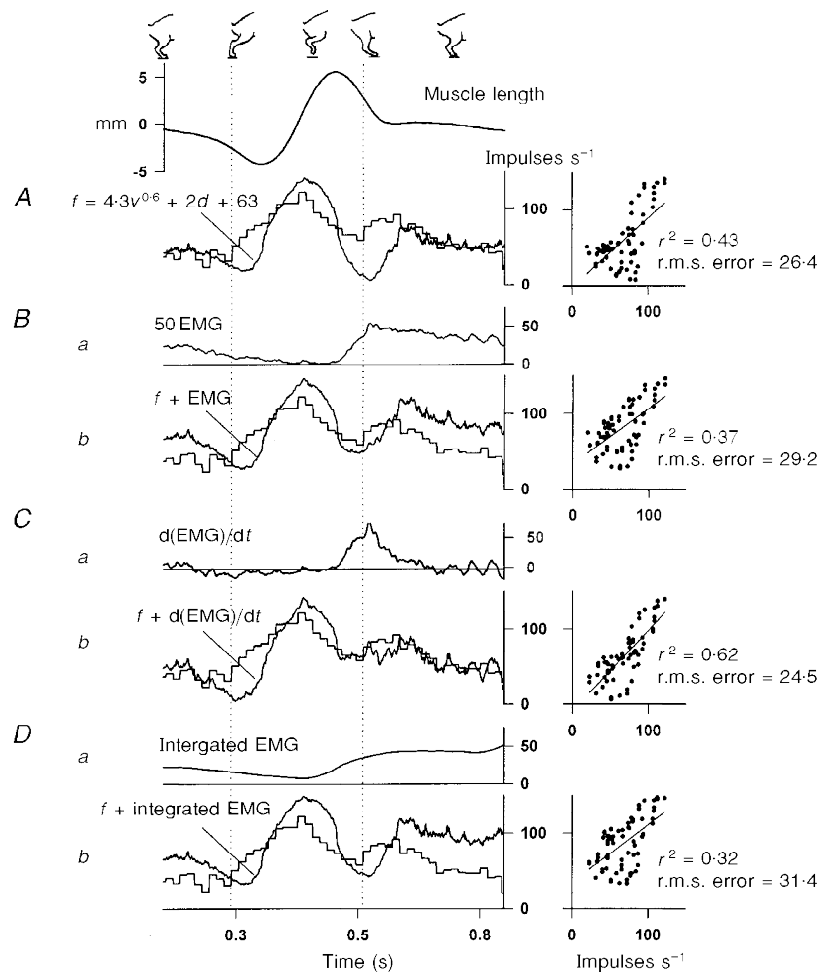 5
mm 0
-5
Muscle length
Impulses s⁻¹
A
f = 4·3v⁰·⁶ + 2d + 63
100
0
r² = 0·43
r.m.s. error = 26·4
0
100
B
a
50 EMG
50
0
b
f + EMG
100
0
r² = 0·37
r.m.s. error = 29·2
0
100
C
a
d(EMG)/dt
50
0
b
f + d(EMG)/dt
100
0
r² = 0·62
r.m.s. error = 24·5
0
100
D
a
Intergated EMG
50
0
b
f + integrated EMG
100
0
r² = 0·32
r.m.s. error = 31·4
0.3
0.5
0.8
Time (s)
0
100
Impulses s⁻¹